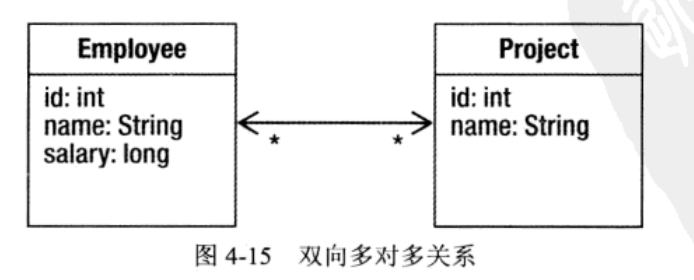 Employee
id: int
name: String
salary: long
*
*
Project
id: int
name: String
图 4-15 双向多对多关系